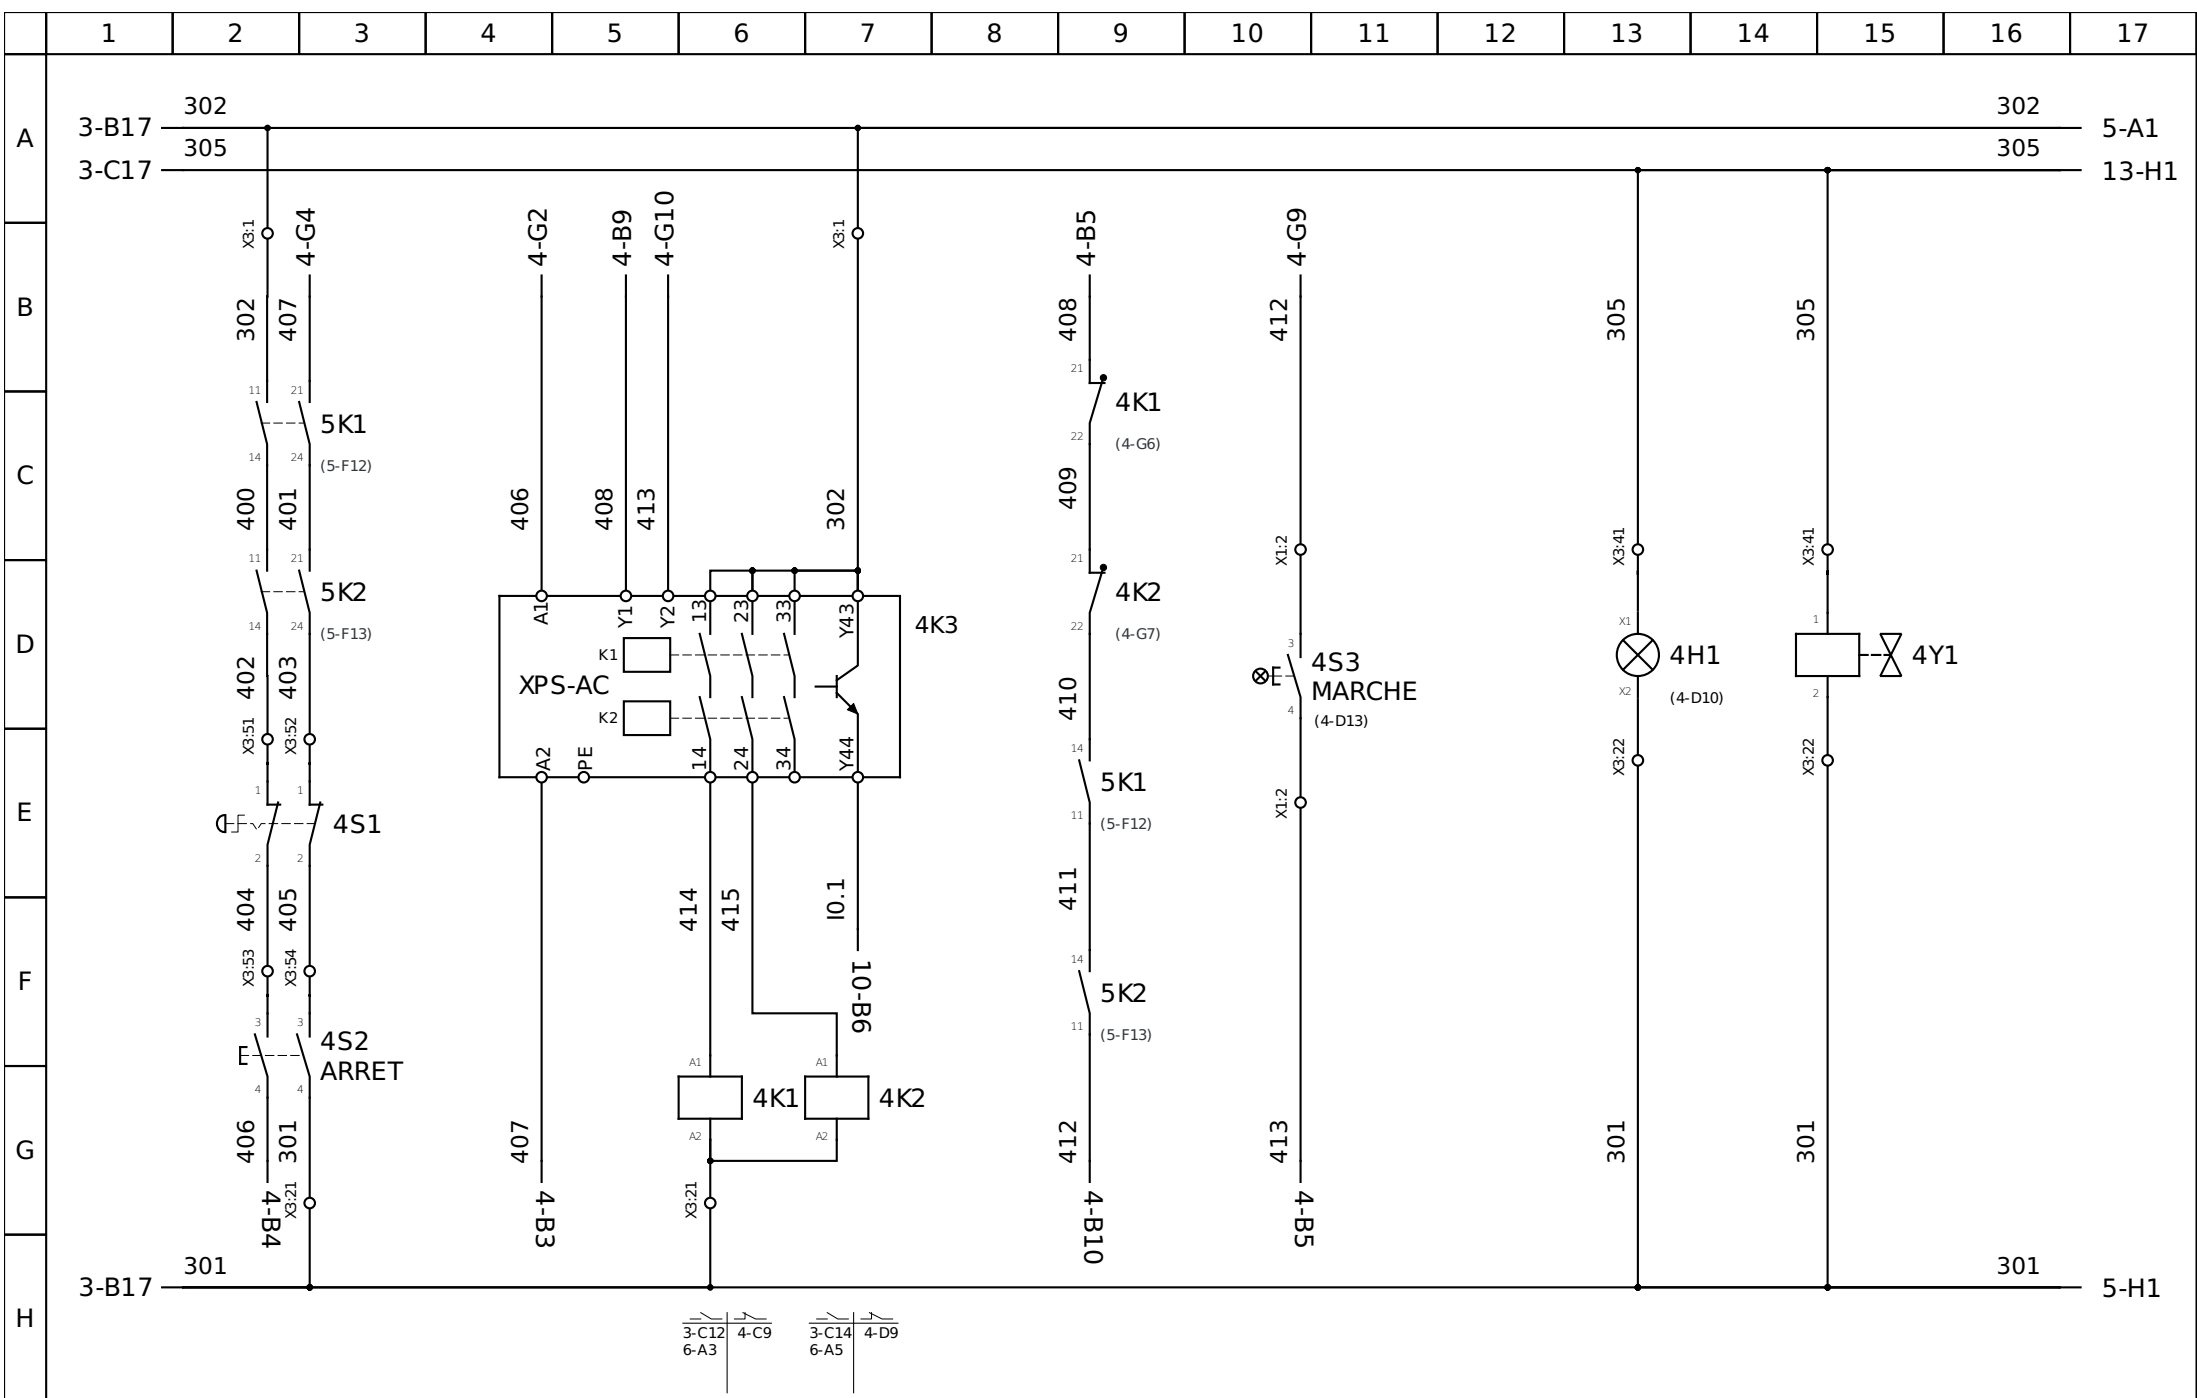 1 2 3 4 5 6 7 8 9 10 11 12 13 14 15 16 17
A
B
C
D
E
F
G
H
302
302
3-B17
5-A1
305
305
3-C17
13-H1
X3:1
4-G4
4-G2
4-B9
4-G10
X3:1
4-B5
4-G9
302
407
408
412
305
305
11
21
5K1
14
24
(5-F12)
21
4K1
22
(4-G6)
400
401
406
408
413
302
409
11
21
5K2
14
24
(5-F13)
21
4K2
22
(4-G7)
X1:2
X3:41
X3:41
A1
Y1
Y2
13
23
33
Y43
4K3
K1
XPS-AC
K2
A2
PE
14
24
34
Y44
402
403
410
3
4S3
MARCHE
4
(4-D13)
X1
4H1
X2
(4-D10)
1
4Y1
2
X3:51
X3:52
1
1
4S1
2
2
14
5K1
11
(5-F12)
X1:2
X3:22
X3:22
404
405
414
415
I0.1
411
X3:53
X3:54
10-B6
14
5K2
11
(5-F13)
3
3
4S2
ARRET
4
4
A1
4K1
A2
A1
4K2
A2
406
301
407
412
413
301
301
4-B4
X3:21
4-B3
X3:21
4-B10
4-B5
301
301
3-B17
5-H1
3-C12
4-C9
6-A3
3-C14
4-D9
6-A5